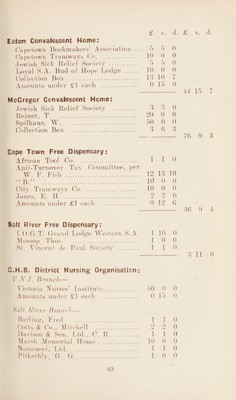 £ s. d. £ s. d.
Eaton Convalescent Home:
Capetown Bookmakers' Association ... 5 5 0
Capetown Tramways Co. ... 10 0 0
Jewish Sick Relief Society ... 5 5 0
Loyal S.A. Bud of Hope Lodge ... 10 0 0
Collection Box ... 13 10 7
Amounts under £1 each ... 0 15 0
44 15 7
McGregor Convalescent Home:
Jewish Sick Relief Society ... 3 3 0
Reiner, T. ... 20 0 0
Spilhaus, W. ... 50 0 0
Collection Box ... 3 6 3
76 9 3
Cape Town Free Dispensary:
African Tool Co. ... 1 1 0
Anti-Turnover Tax Committee, per
W. F. Fish ... 12 13 10
"B." ... 10 0 0
City Tramways Co. ... 10 0 0
Jones, E. H. ... 2 2 0
Amounts under £1 each ... 0 12 6
36 9 4
Salt River Free Dispensary:
I.O.G.T. Grand Lodge Western S.A. 1 10 0
Mossop, Thos. ... 1 0 0
St. Vincent de Paul Society ... 1 1 0
3 11 0
C.H.B. District Nursing Organisation:
V.N.I. Branch—
Victoria Nurses' Institute ... 50 0 0
Amounts under £1 each ... 0 15 0
Salt River Branch—
Barling, Fred. ... 1 1 0
Cotts & Co., Mitchell ... 2 2 0
Davison & Son, Ltd., C. R. ... 1 1 0
Marsh Memorial Home ... 10 0 0
Nannucci, Ltd. ... 1 1 0
Pitkethly, G. G. ... 1 0 0
68